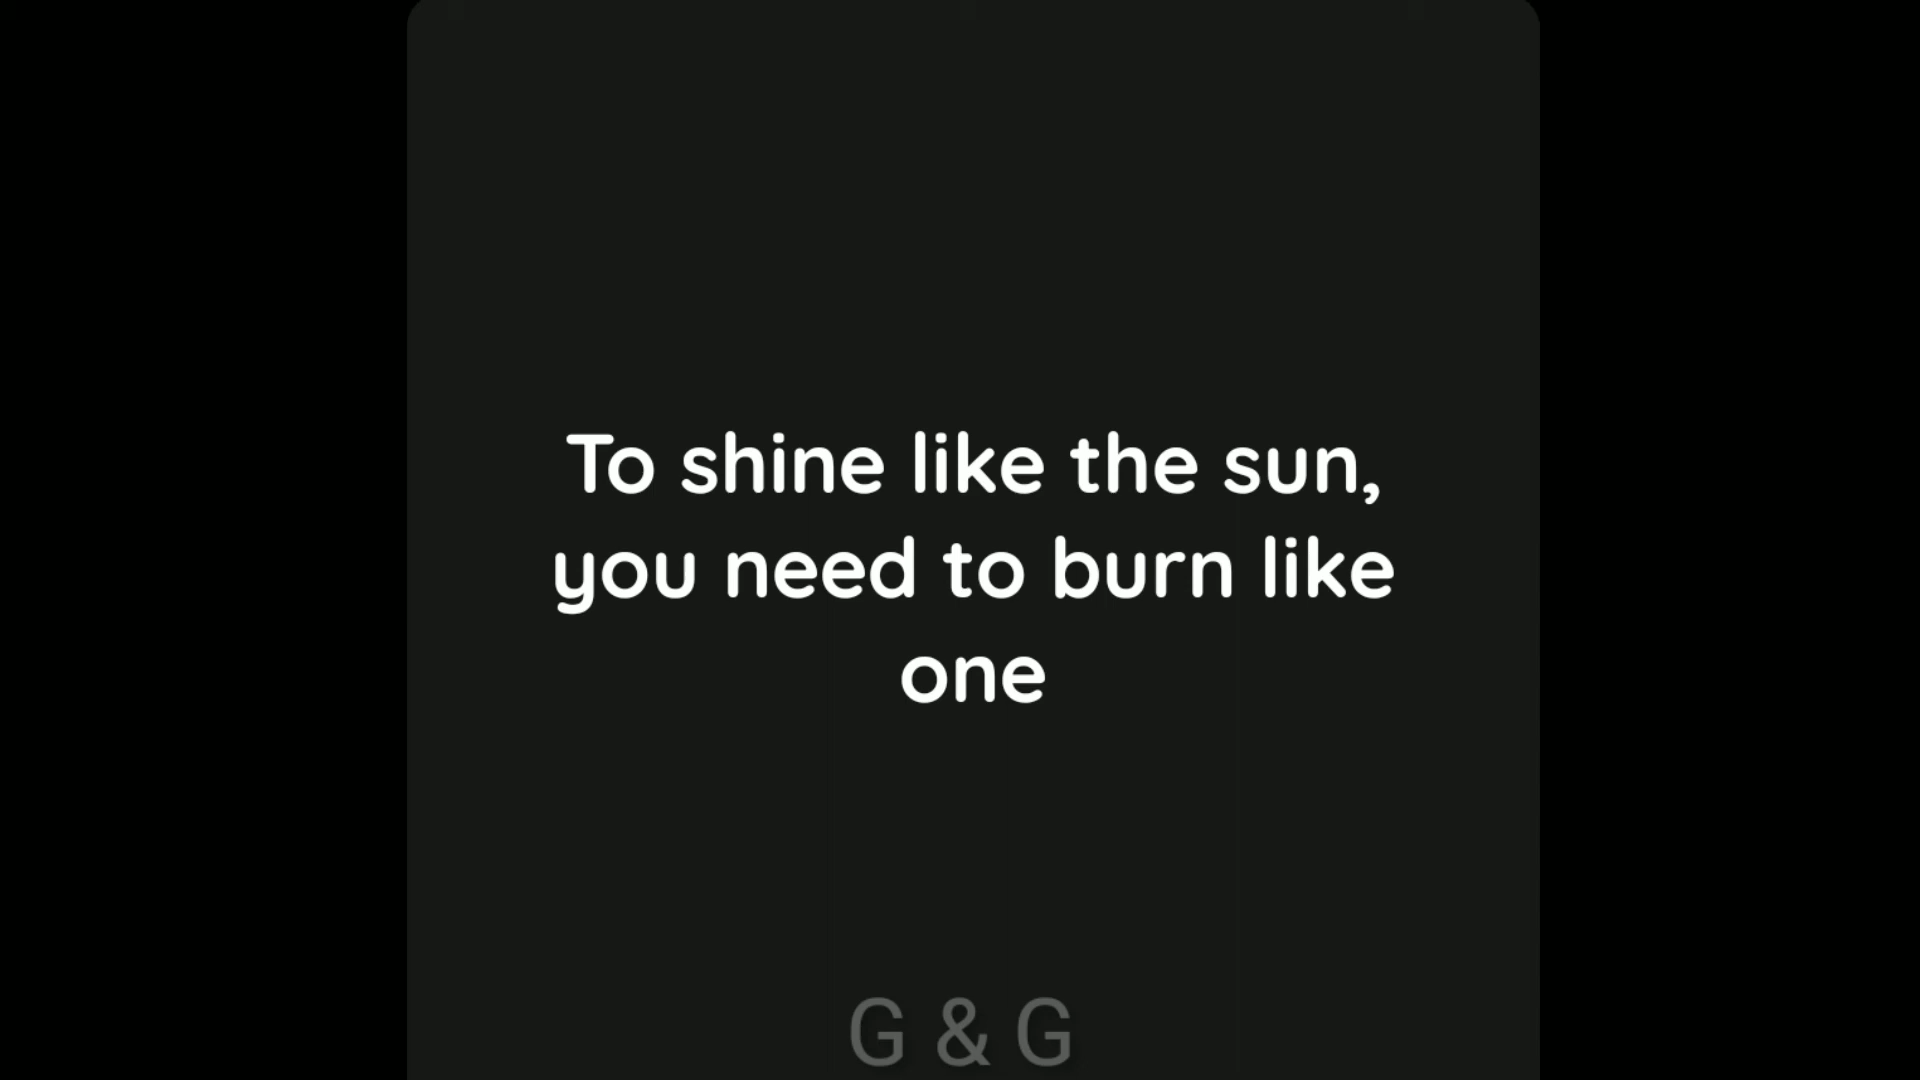 To shine like the sun,
you need to burn like
one
G & G